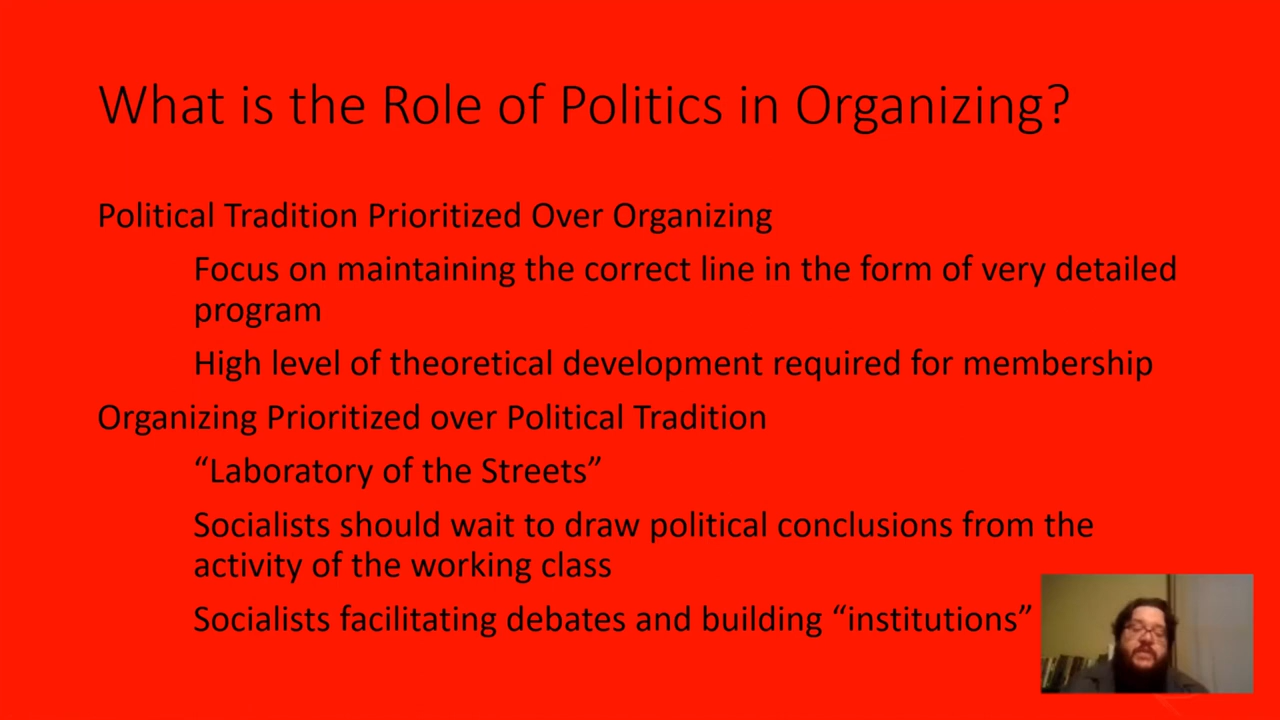 What is the Role of Politics in Organizing?
Political Tradition Prioritized Over Organizing
Focus on maintaining the correct line in the form of very detailed
program
High level of theoretical development required for membership
Organizing Prioritized over Political Tradition
“Laboratory of the Streets”
Socialists should wait to draw political conclusions from the
activity of the working class
Socialists facilitating debates and building “institutions”